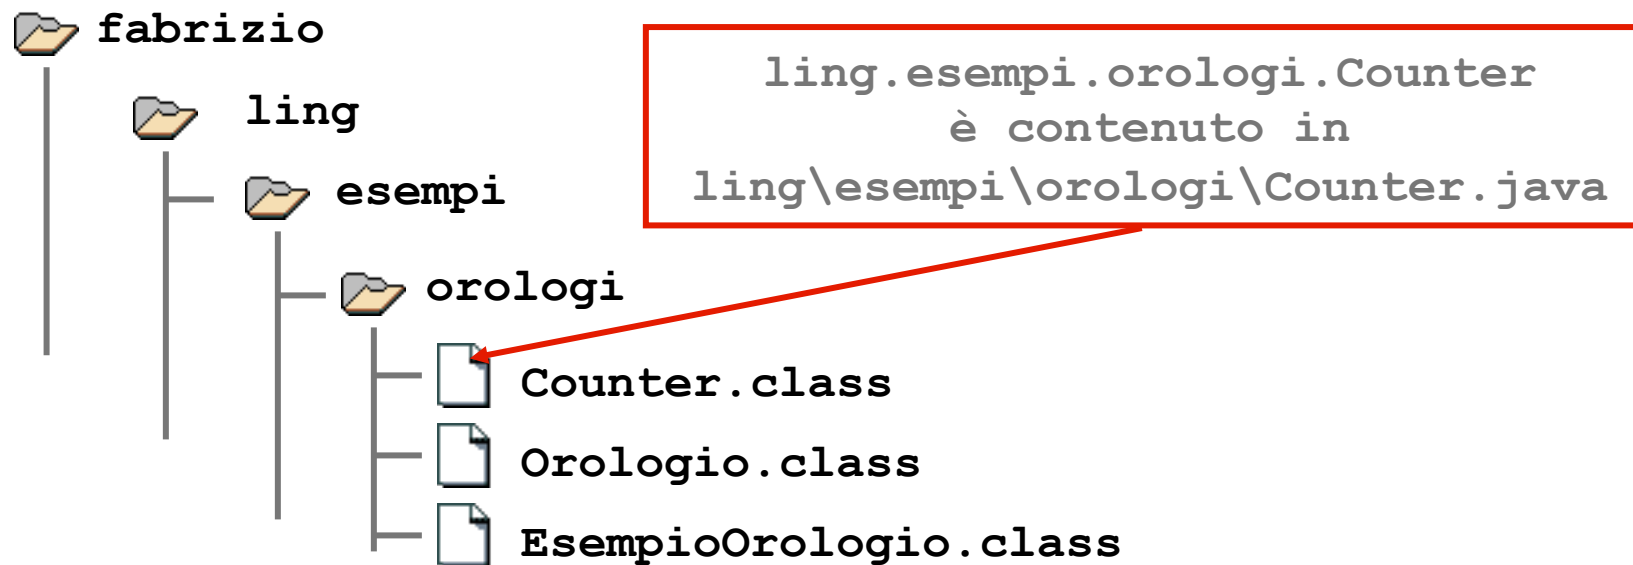 fabrizio
ling
esempi
orologi
Counter.class
Orologio.class
EsempioOrologio.class
ling.esempi.orologi.Counter
è contenuto in
ling\esempi\orologi\Counter.java